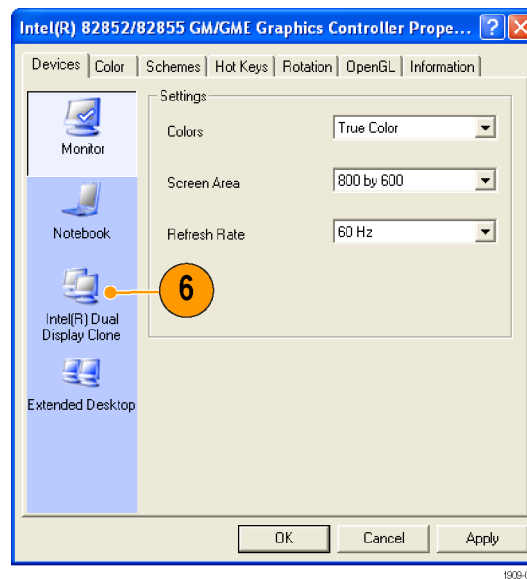 Intel(R) 82852/82855 GM/GME Graphics Controller Prope...
Devices Color Schemes Hot Keys Rotation OpenGL Information
Monitor
Notebook
Intel(R) Dual
Display Clone
Extended Desktop
Settings
Colors True Color
Screen Area 800 by 600
Refresh Rate 60 Hz
6
OK Cancel Apply